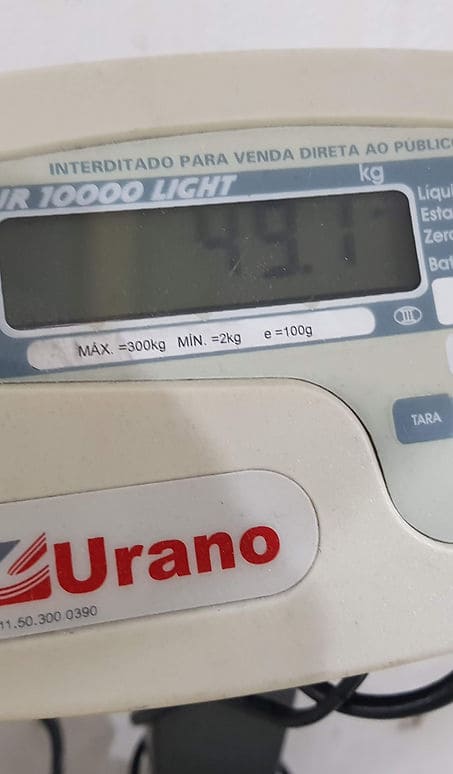 INTERDITADO PARA VENDA DIRETA AO PÚBLICO
kg
10000 LIGHT
49.1
MÁX. =300kg MÍN. =2kg e =100g
III
TARA
Urano
11.50.300 0390